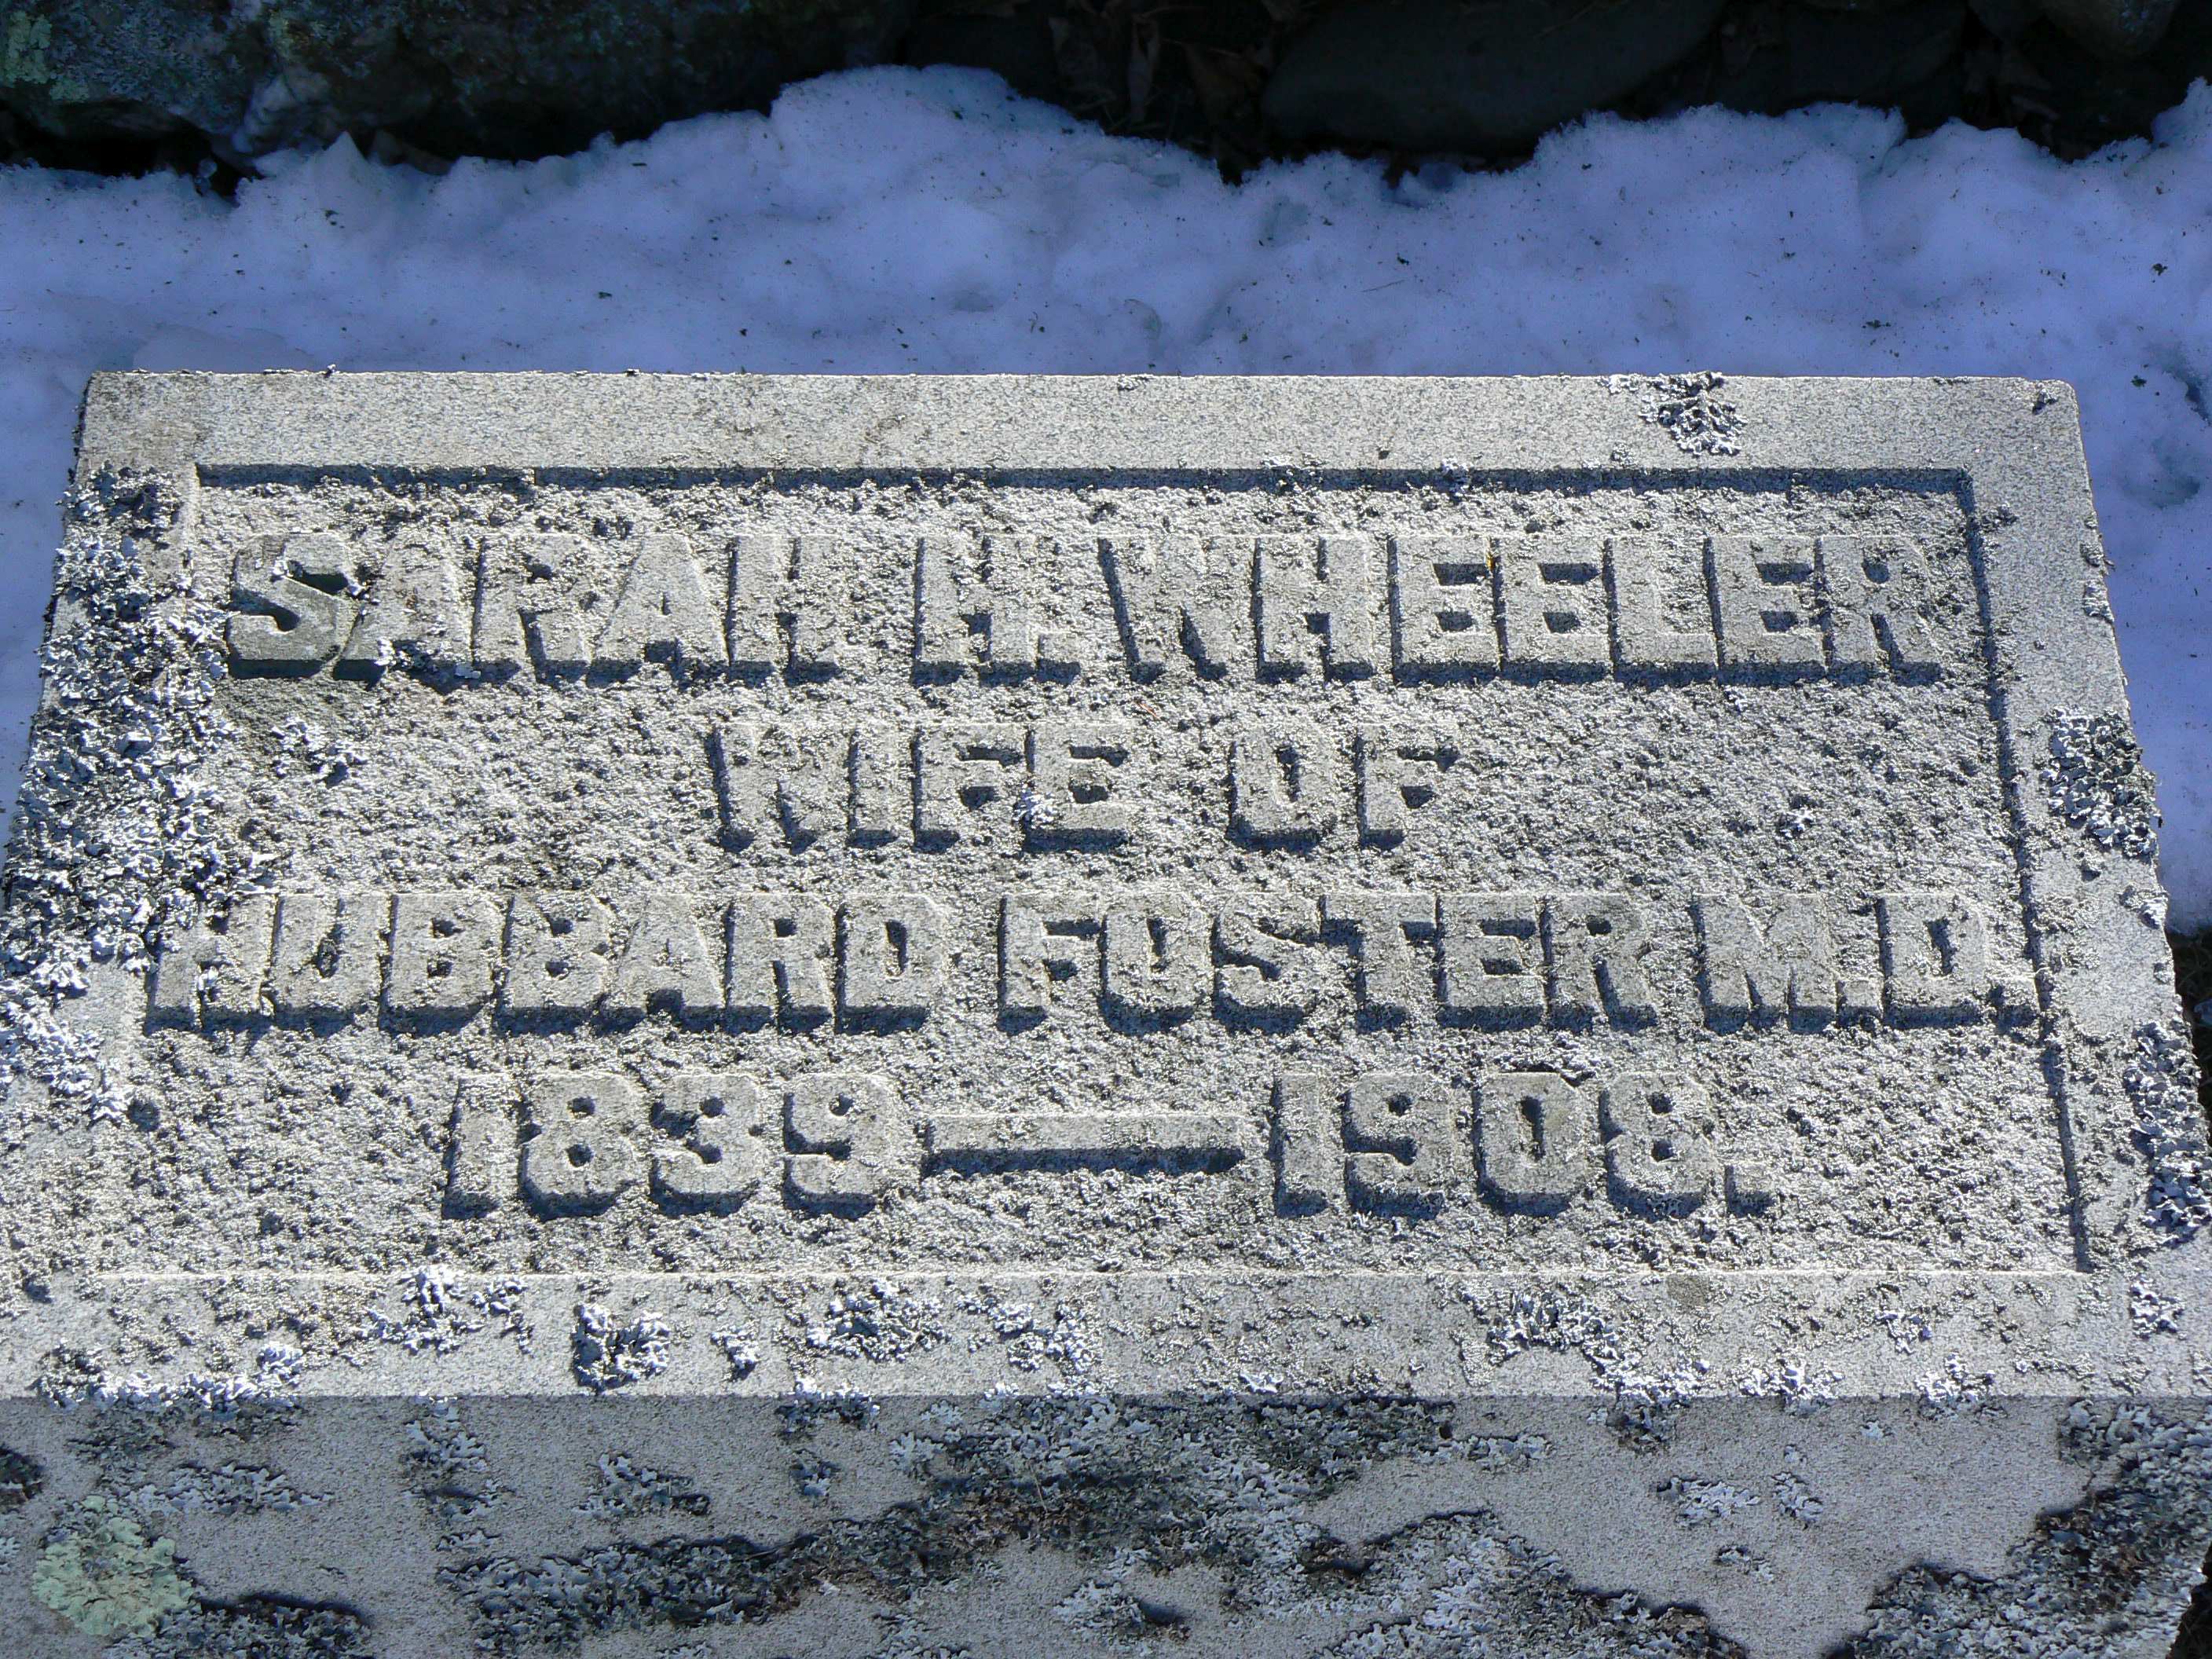 SARAH H. WHEELER
WIFE OF
HUBBARD FOSTER M.D.
1839—1908.